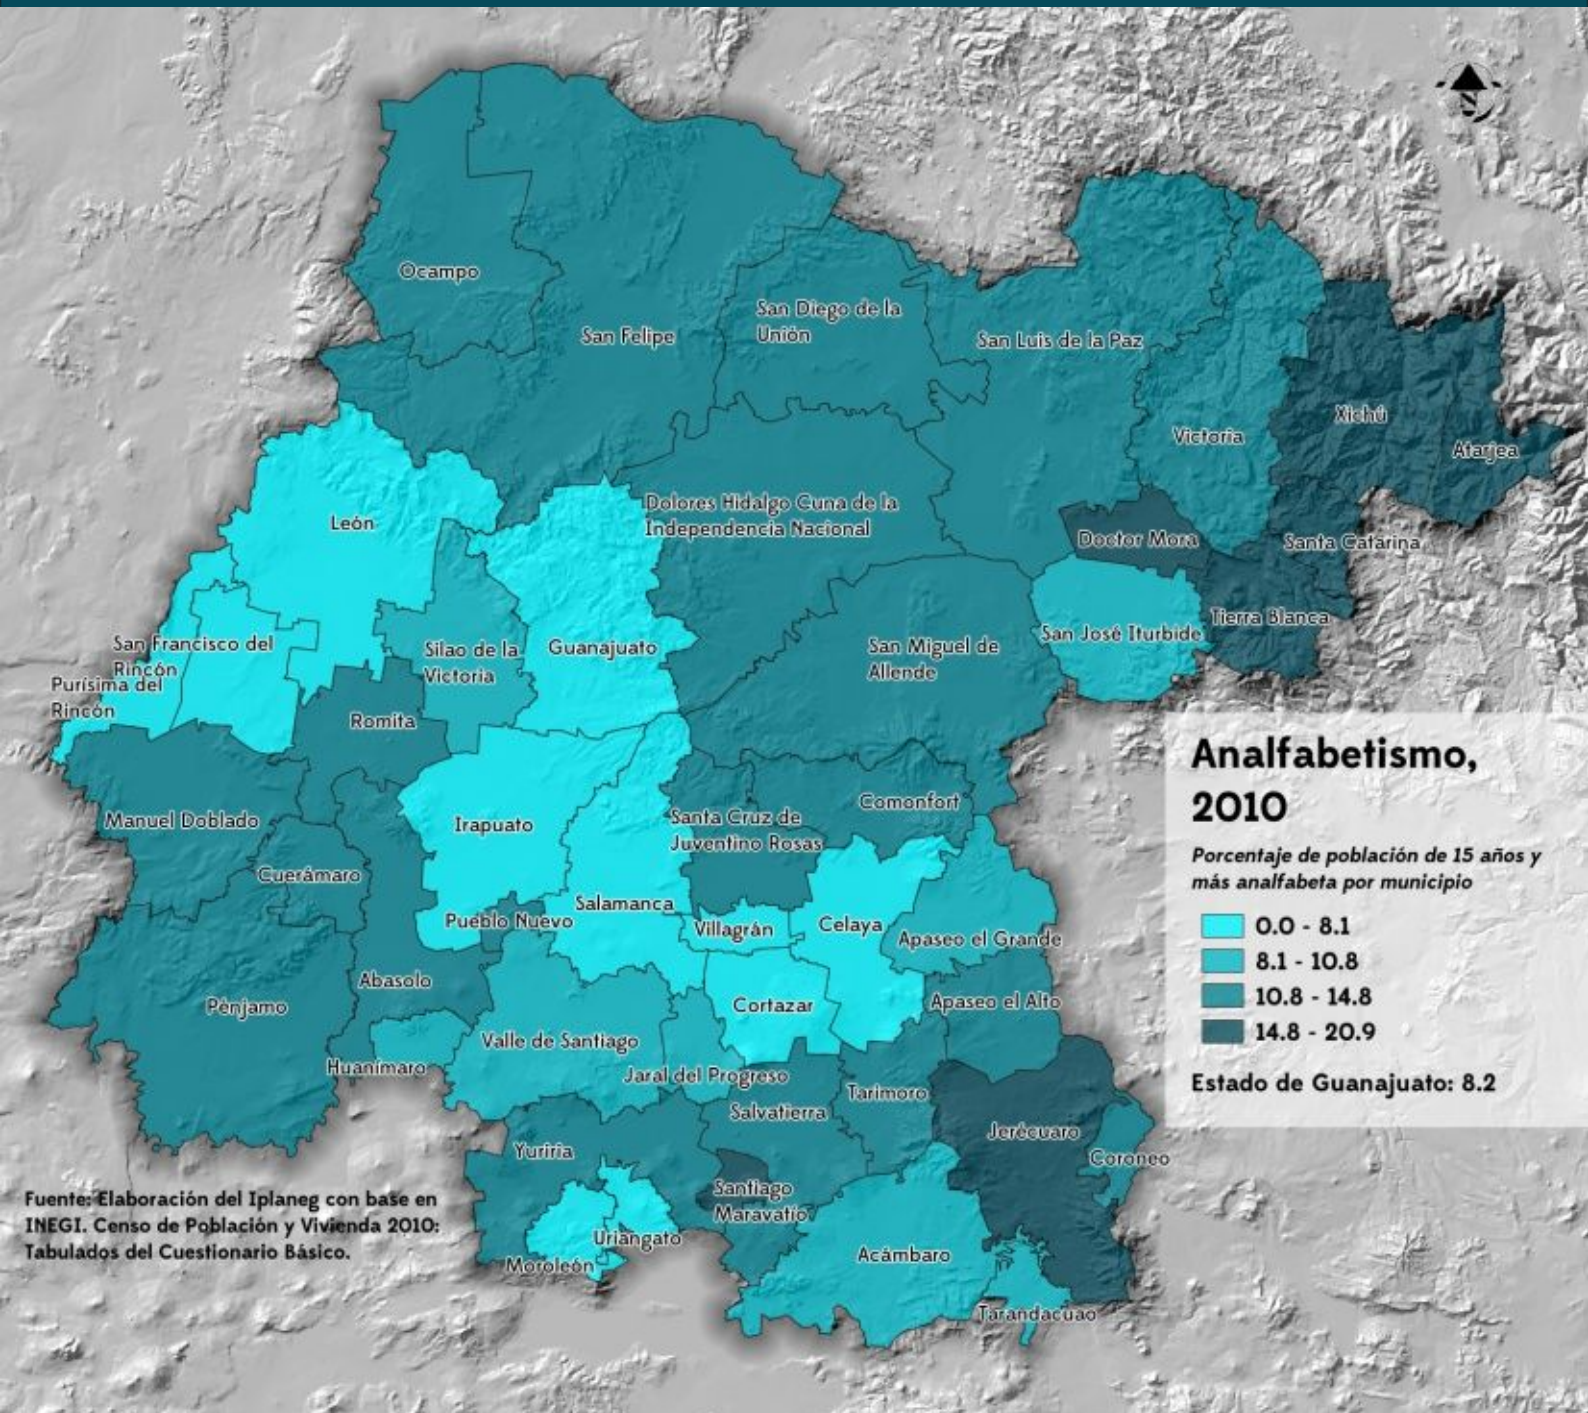 Ocampo
San Felipe
San Diego de la
Unión
San Luis de la Paz
Victoria
Xichú
Atarjea
León
Dolores Hidalgo Cuna de la
Independencia Nacional
Doctor Mora
Santa Catarina
Tierra Blanca
San José Iturbide
San Francisco del
Rincón
Purísima del
Rincón
Silao de la
Victoria
Guanajuato
San Miguel de
Allende
Romita
Manuel Doblado
Irapuato
Santa Cruz de
Juventino Rosas
Comonfort
Cuerámaro
Pueblo Nuevo
Salamanca
Villagrán
Celaya
Apaseo el Grande
Abasolo
Pénjamo
Cortazar
Apaseo el Alto
Valle de Santiago
Huanímaro
Jaral del Progreso
Tarimoro
Salvatierra
Jerécuaro
Coroneo
Yuriria
Santiago
Maravatío
Uriangato
Moroleón
Acámbaro
Tarandacuao
Analfabetismo,
2010
Porcentaje de población de 15 años y
más analfabeta por municipio
0.0 - 8.1
8.1 - 10.8
10.8 - 14.8
14.8 - 20.9
Estado de Guanajuato: 8.2
Fuente: Elaboración del Iplaneg con base en
INEGI. Censo de Población y Vivienda 2010:
Tabulados del Cuestionario Básico.